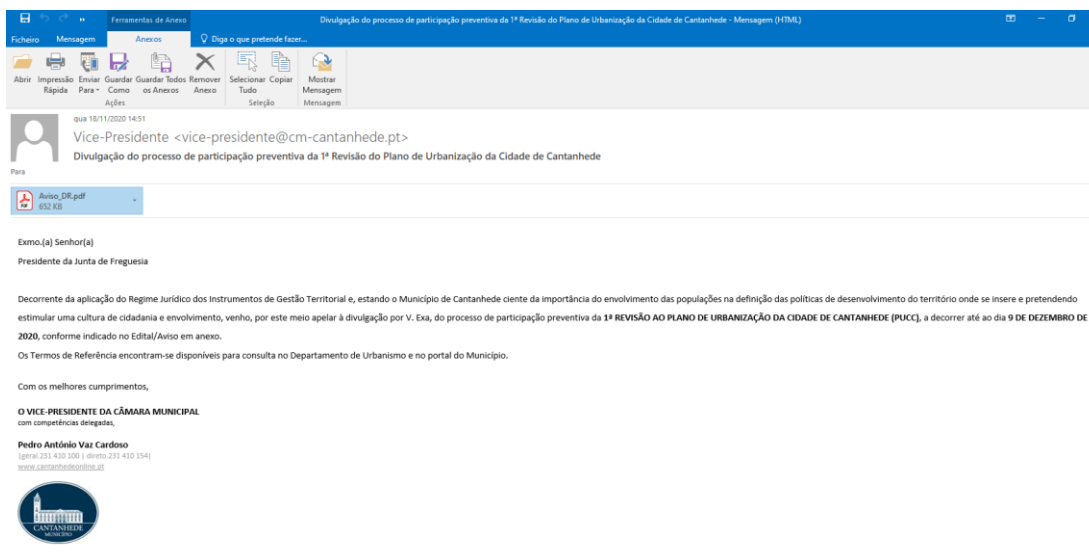 Ferramentas de Anexo
Divulgação do processo de participação preventiva da 1ª Revisão do Plano de Urbanização da Cidade de Cantanhede - Mensagem (HTML)
Ficheiro Mensagem Anexos Diga o que pretende fazer...
Abrir Impressão Rápida Enviar Para Guardar Como Guardar Todos os Anexos Remover Anexo Selecionar Tudo Copiar Mostrar Mensagem
Ações Seleção Mensagem
qua 18/11/2020 14:51
Vice-Presidente <vice-presidente@cm-cantanhede.pt>
Divulgação do processo de participação preventiva da 1ª Revisão do Plano de Urbanização da Cidade de Cantanhede
Para
PDF
Aviso_DR.pdf
652 KB
Exmo.(a) Senhor(a)
Presidente da Junta de Freguesia
Decorrente da aplicação do Regime Jurídico dos Instrumentos de Gestão Territorial e, estando o Município de Cantanhede ciente da importância do envolvimento das populações na definição das políticas de desenvolvimento do território onde se insere e pretendendo
estimular uma cultura de cidadania e envolvimento, venho, por este meio apelar à divulgação por V. Exa, do processo de participação preventiva da 1ª REVISÃO AO PLANO DE URBANIZAÇÃO DA CIDADE DE CANTANHEDE (PUCC), a decorrer até ao dia 9 DE DEZEMBRO DE
2020, conforme indicado no Edital/Aviso em anexo.
Os Termos de Referência encontram-se disponíveis para consulta no Departamento de Urbanismo e no portal do Município.
Com os melhores cumprimentos,
O VICE-PRESIDENTE DA CÂMARA MUNICIPAL
com competências delegadas,
Pedro António Vaz Cardoso
(geral.231 410 100 | direto.231 410 154)
www.cantanhedeonline.pt
CANTANHEDE
MUNICÍPIO